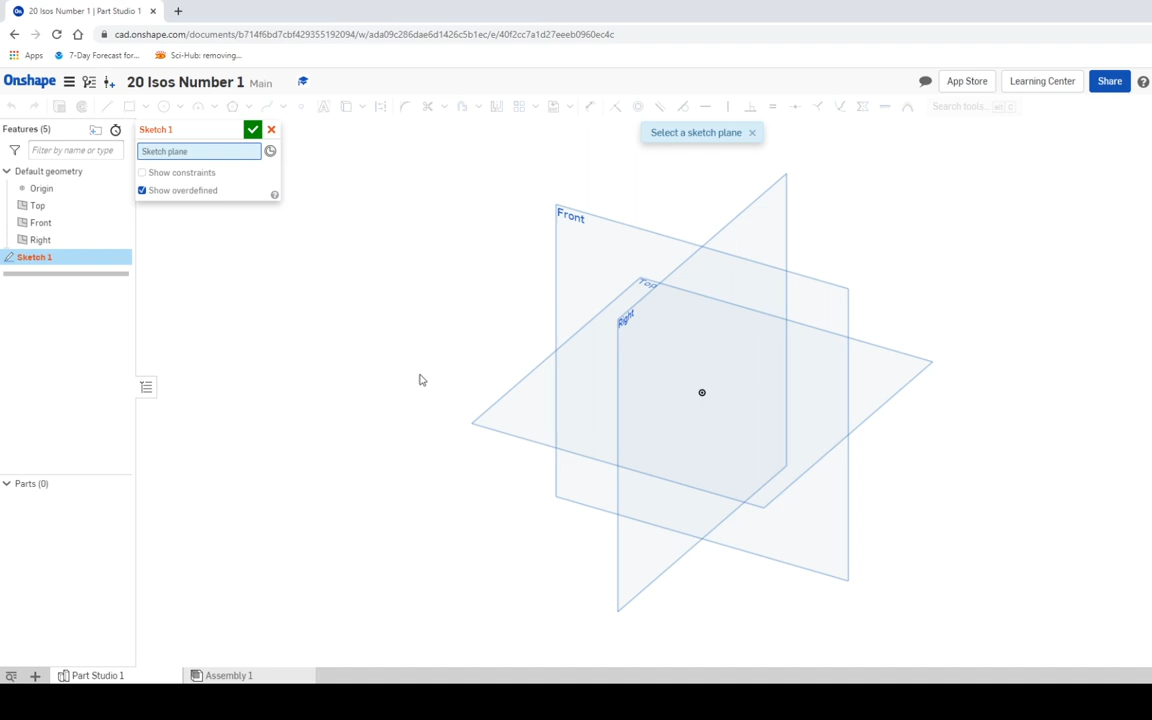 20 Isos Number 1 | Part Studio 1
cad.onshape.com/documents/b714f6bd7cbf429355192094/w/ada09c286dae6d1426c5b1ec/e/40f2cc7a1d27eeeb0960ec4c
Apps 7-Day Forecast for... Sci-Hub: removing...
Onshape 20 Isos Number 1 Main App Store Learning Center Share
Search tools... alt C
Features (5) Sketch 1 Select a sketch plane
Filter by name or type Sketch plane
Default geometry Show constraints
Origin Show overdefined
Top
Front
Right
Sketch 1
Front
Top
Right
Parts (0)
Part Studio 1 Assembly 1